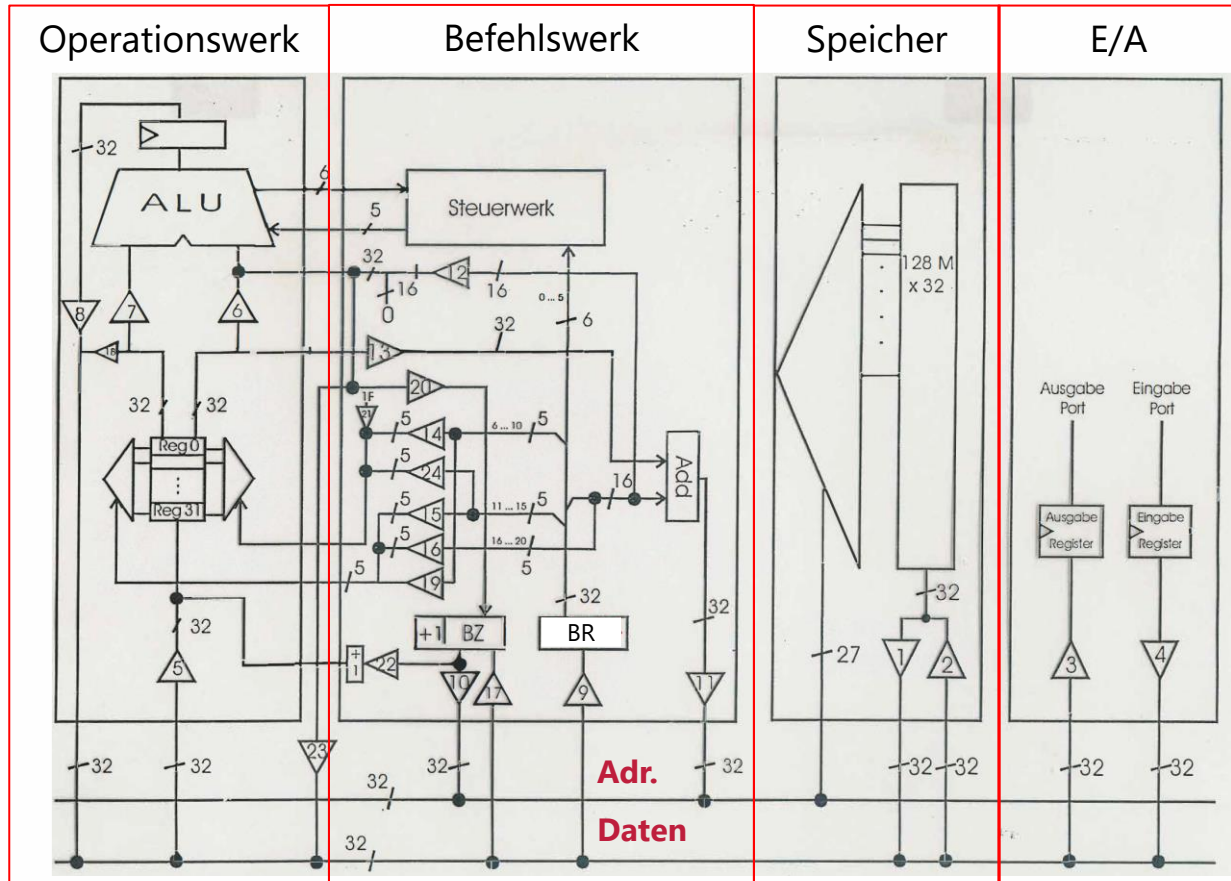 Operationswerk
Befehlswerk
Speicher
E/A
32
ALU
6
5
Steuerwerk
32
16
0
12
16
0 ... 5
6
128 M
x 32
8
7
6
18
13
32
20
1F
21
32
32
Reg 0
Reg 31
5
14
6 ... 10
5
5
24
5
15
11 ... 15
5
5
16
16 ... 20
5
19
5
16
Add
Ausgabe
Port
Eingabe
Port
Ausgabe
Register
Eingabe
Register
32
5
+1
BZ
BR
32
32
+
1
22
10
17
9
11
27
32
1
2
3
4
23
32
32
32
32
32
32
32
32
32
Adr.
Daten
32